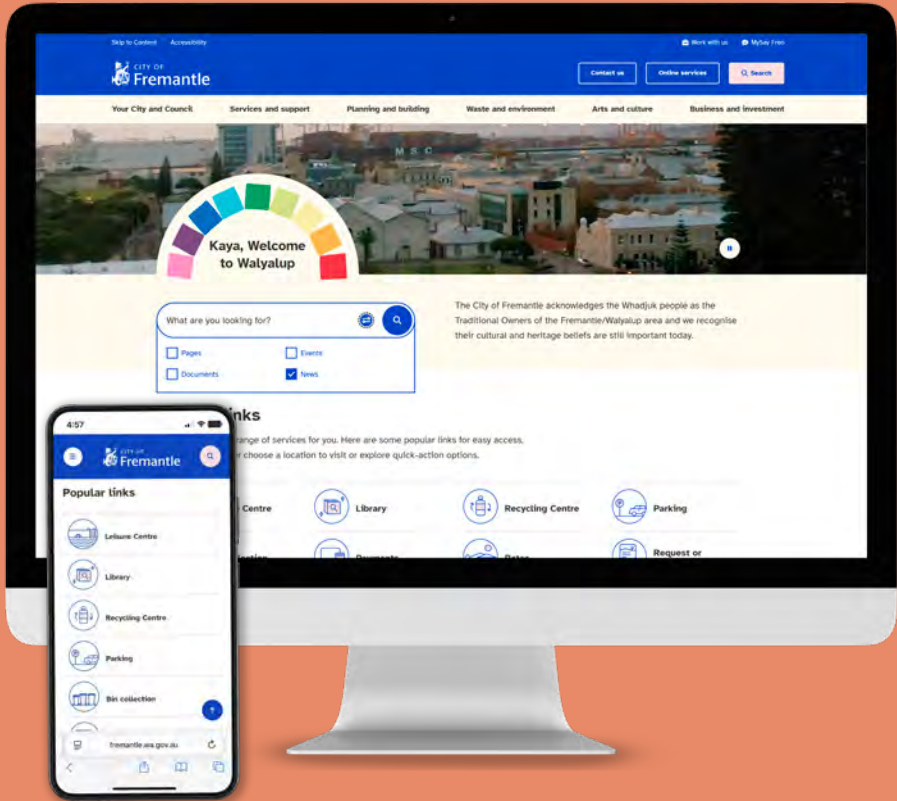 Skip to Content Accessibility
Work with us MySay Freo
CITY OF
Fremantle
Contact us Online services Search
Your City and Council Services and support Planning and building Waste and environment Arts and culture Business and investment
MSC
Kaya, Welcome
to Walyalup
What are you looking for?
Pages Events
Documents News
The City of Fremantle acknowledges the Whadjuk people as the
Traditional Owners of the Fremantle/Walyalup area and we recognise
their cultural and heritage beliefs are still important today.
inks
range of services for you. Here are some popular links for easy access,
r choose a location to visit or explore quick-action options.
Centre Library Recycling Centre Parking
Payments Rates Request or
4:57
CITY OF
Fremantle
Popular links
Leisure Centre
Library
Recycling Centre
Parking
Bin collection
fremantle.wa.gov.au